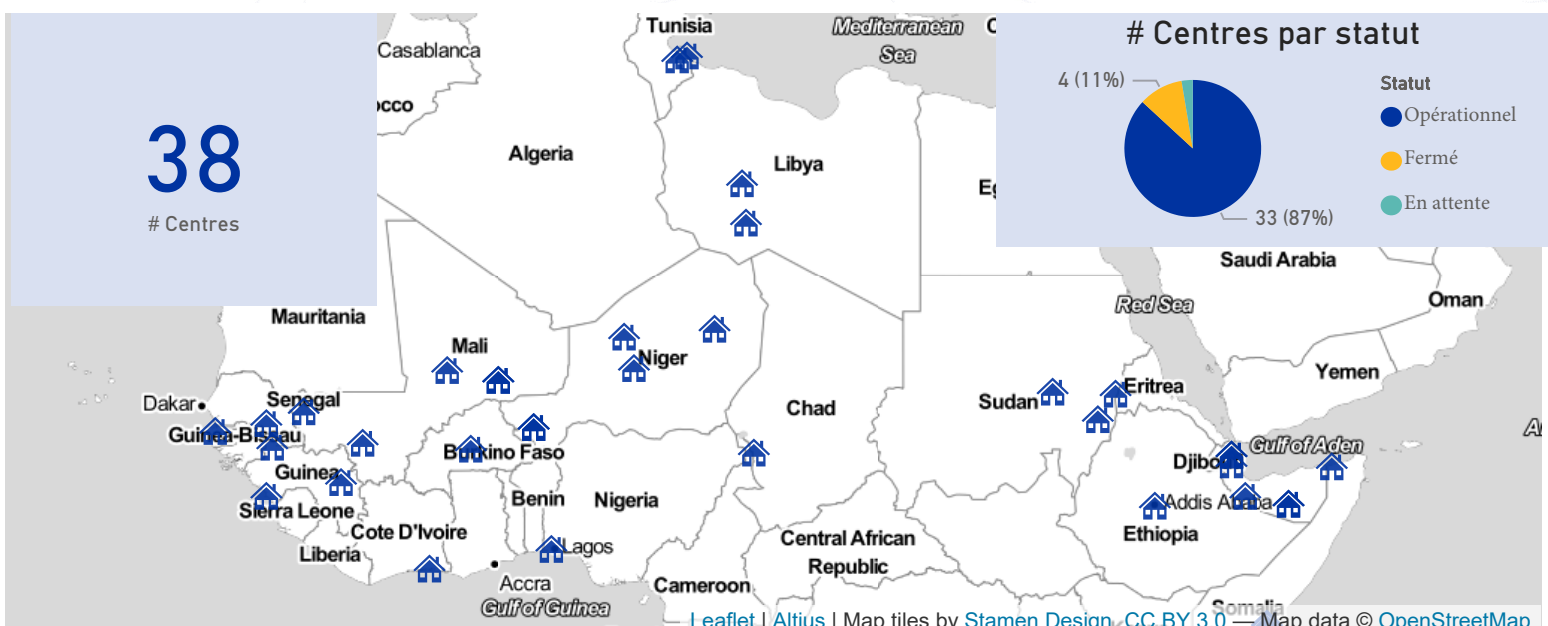 38
# Centres
# Centres par statut
4 (11%)
33 (87%)
Statut
Opérationnel
Fermé
En attente
Tunisia
Mediterranean
Sea
Casablanca
Algeria
Libya
Saudi Arabia
Red Sea
Oman
Mauritania
Mali
Niger
Chad
Sudan
Eritrea
Yemen
Dakar
Senegal
Guinea-Bissau
Guinea
Sierra Leone
Liberia
Cote D'Ivoire
Burkino Faso
Benin
Nigeria
Lagos
Accra
Gulf of Guinea
Cameroon
Central African
Republic
Gulf of Aden
Addis Ababa
Ethiopia
Somalia
Leaflet | Altius | Map tiles by Stamen Design, CC BY 3.0 — Map data © OpenStreetMap